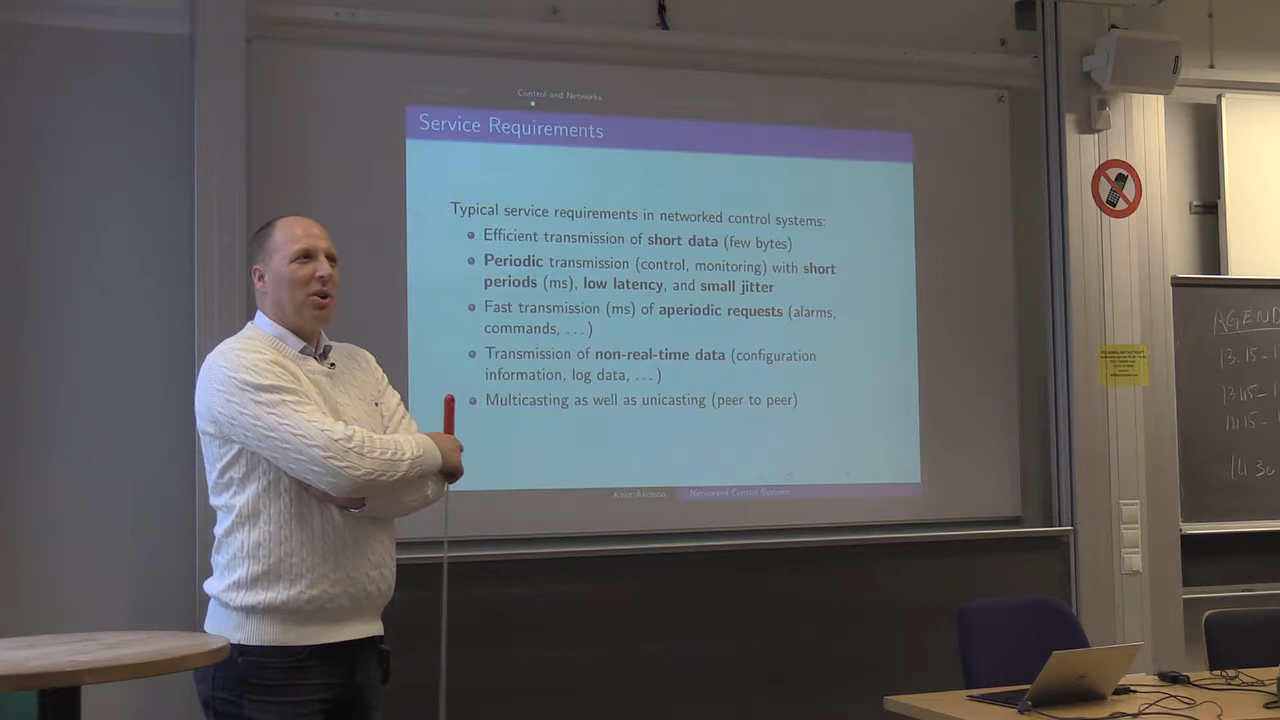 Control and Networks
Service Requirements
Typical service requirements in networked control systems:
Efficient transmission of short data (few bytes)
Periodic transmission (control, monitoring) with short
periods (ms), low latency, and small jitter
Fast transmission (ms) of aperiodic requests (alarms,
commands, ...)
Transmission of non-real-time data (configuration
information, log data, ...)
Multicasting as well as unicasting (peer to peer)
Knut Åkesson
Networked Control Systems
AGEND
13.15-
13.45-
14.15-
14.30